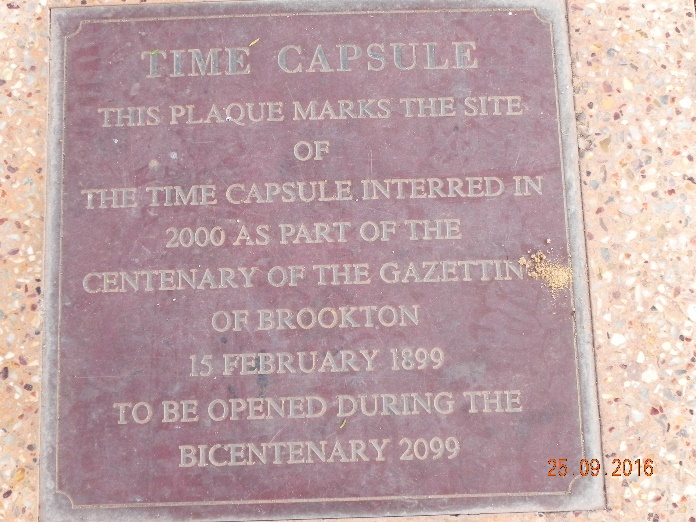 TIME CAPSULE
THIS PLAQUE MARKS THE SITE
OF
THE TIME CAPSULE INTERRED IN
2000 AS PART OF THE
CENTENARY OF THE GAZETTING
OF BROOKTON
15 FEBRUARY 1899
TO BE OPENED DURING THE
BICENTENARY 2099
25.09.2016